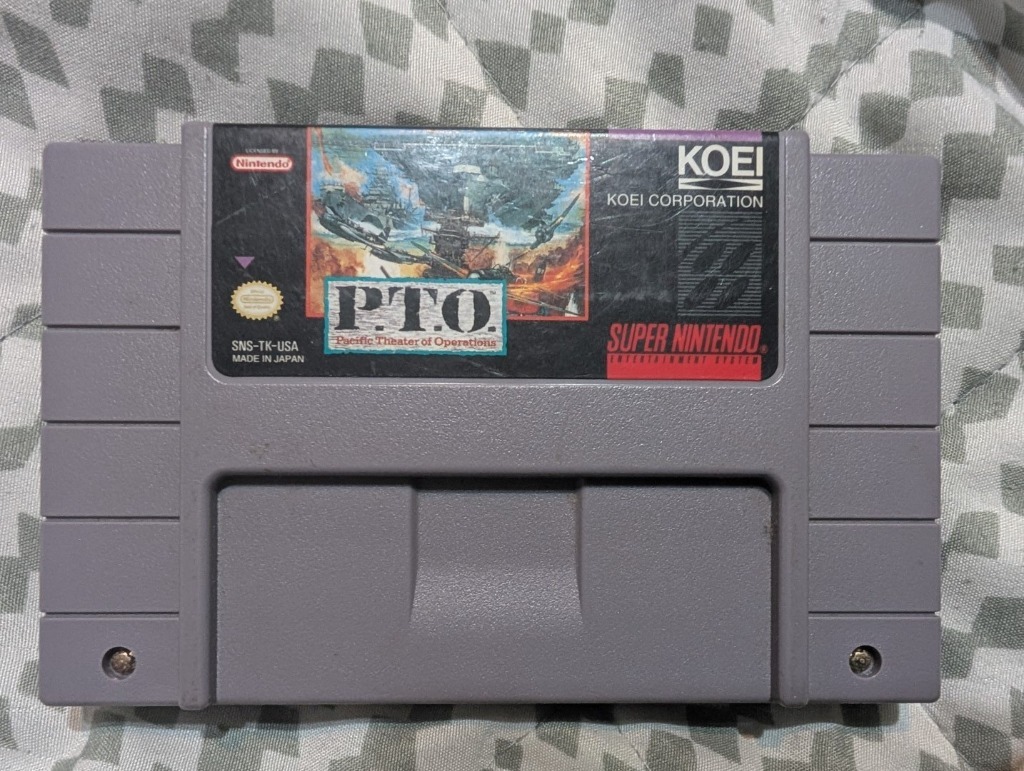 LICENSED BY
Nintendo
KOEI
KOEI CORPORATION
P.T.O.
Pacific Theater of Operations
Nintendo
SNS-TK-USA
MADE IN JAPAN
SUPER NINTENDO®
ENTERTAINMENT SYSTEM